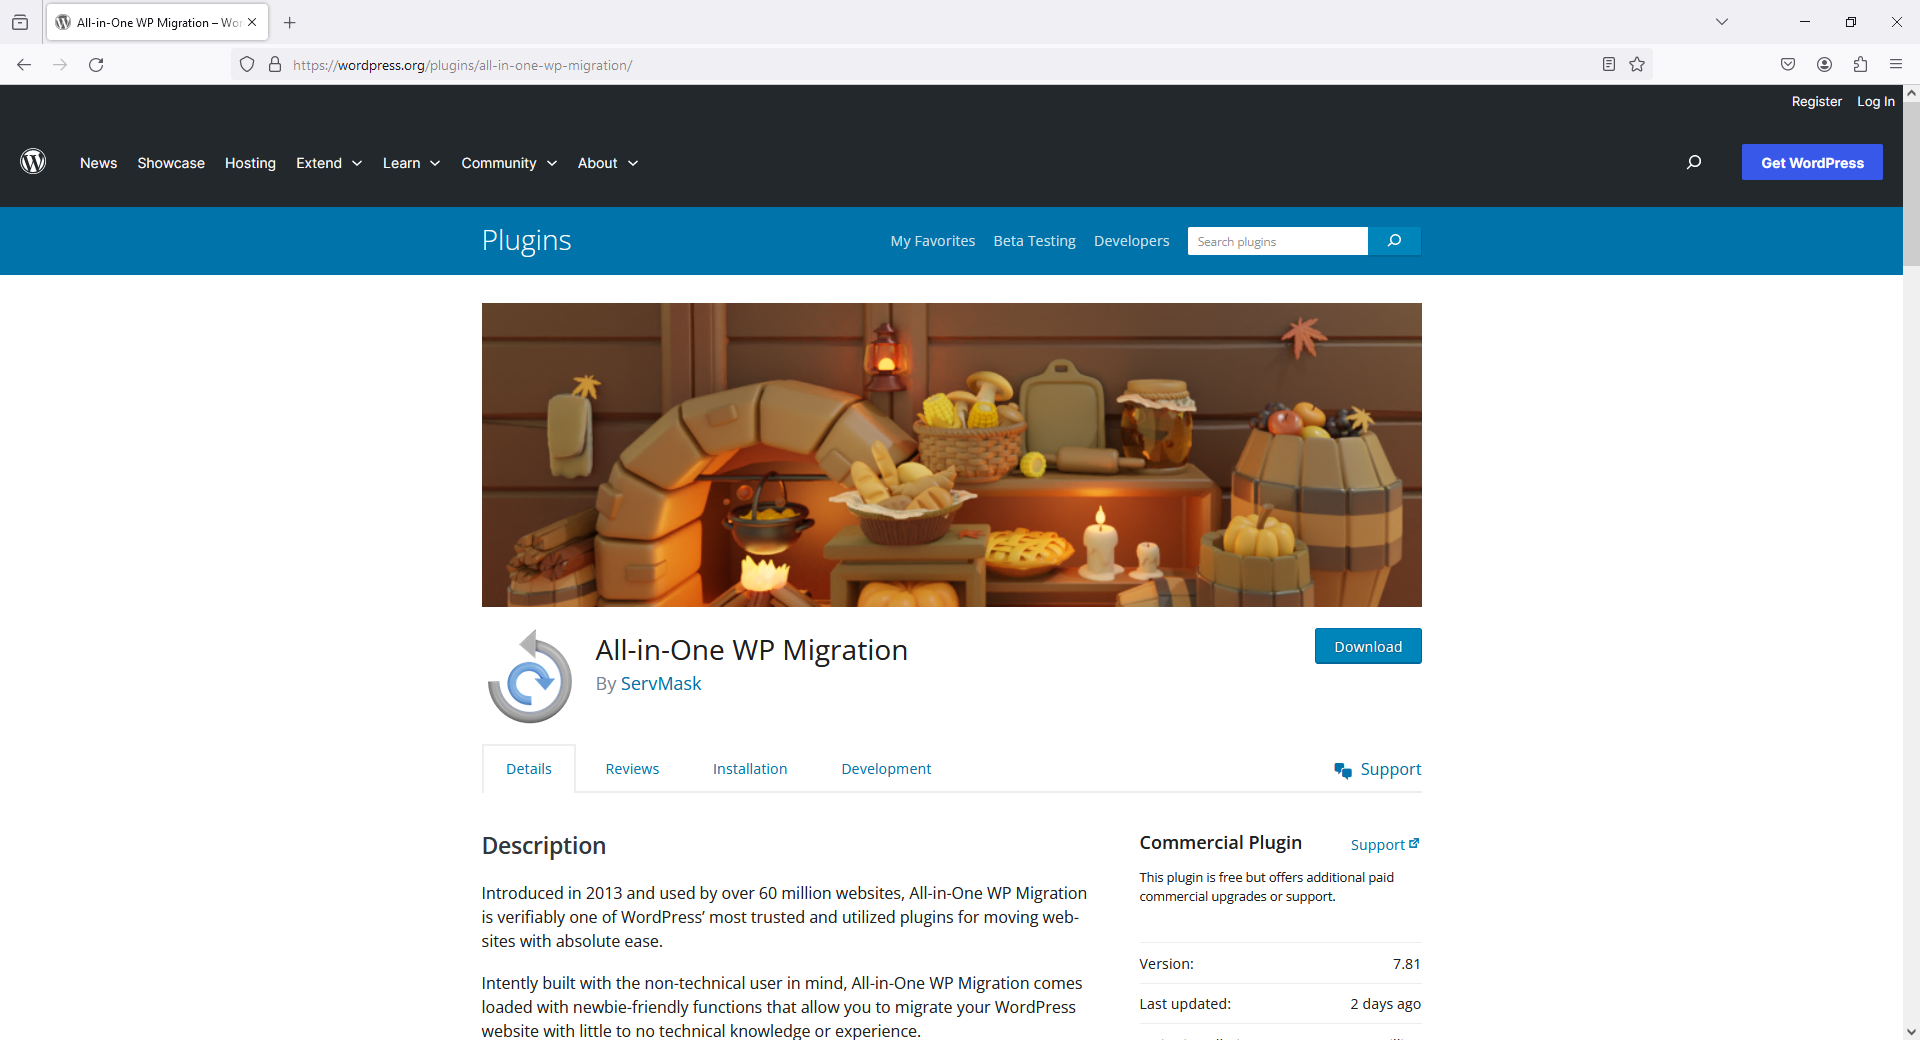 All-in-One WP Migration – Wor
https://wordpress.org/plugins/all-in-one-wp-migration/
Register Log In
News Showcase Hosting Extend Learn Community About Get WordPress
Plugins My Favorites Beta Testing Developers Search plugins
All-in-One WP Migration
Download
By ServMask
Details Reviews Installation Development Support
Description
Introduced in 2013 and used by over 60 million websites, All-in-One WP Migration
is verifiably one of WordPress’ most trusted and utilized plugins for moving web-
sites with absolute ease.
Intently built with the non-technical user in mind, All-in-One WP Migration comes
loaded with newbie-friendly functions that allow you to migrate your WordPress
website with little to no technical knowledge or experience.
Commercial Plugin Support
This plugin is free but offers additional paid
commercial upgrades or support.
Version: 7.81
Last updated: 2 days ago